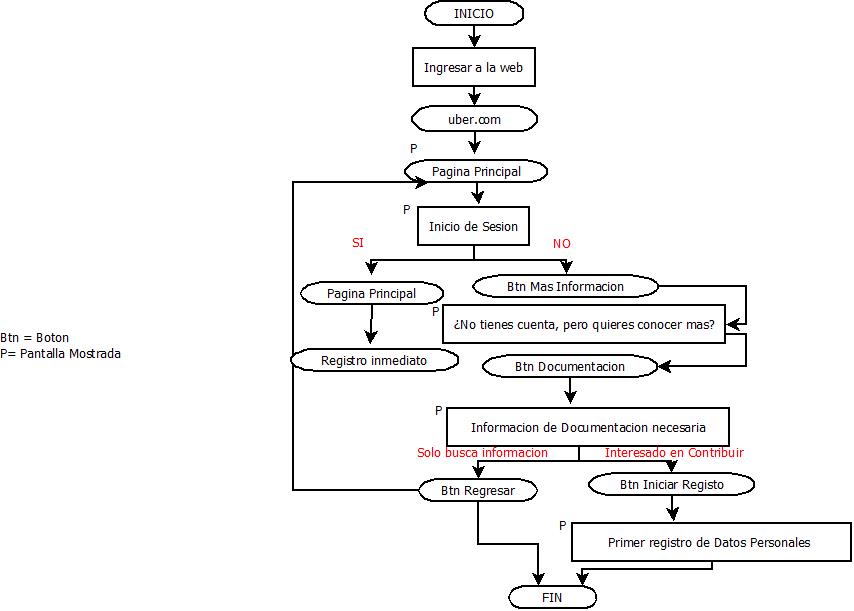 INICIO
Ingresar a la web
uber.com
P
Pagina Principal
P
Inicio de Sesion
SI
NO
Pagina Principal
Btn Mas Informacion
P
¿No tienes cuenta, pero quieres conocer mas?
Btn = Boton
P= Pantalla Mostrada
Registro inmediato
Btn Documentacion
P
Informacion de Documentacion necesaria
Solo busca informacion
Interesado en Contribuir
Btn Regresar
Btn Iniciar Registo
P
Primer registro de Datos Personales
FIN